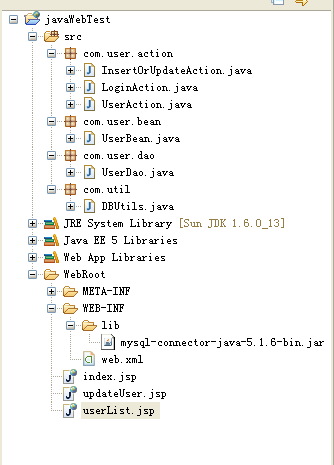 javaWebTest
src
com.user.action
InsertOrUpdateAction.java
LoginAction.java
UserAction.java
com.user.bean
UserBean.java
com.user.dao
UserDao.java
com.util
DBUtils.java
JRE System Library [Sun JDK 1.6.0_13]
Java EE 5 Libraries
Web App Libraries
WebRoot
META-INF
WEB-INF
lib
mysql-connector-java-5.1.6-bin.jar
web.xml
index.jsp
updateUser.jsp
userList.jsp